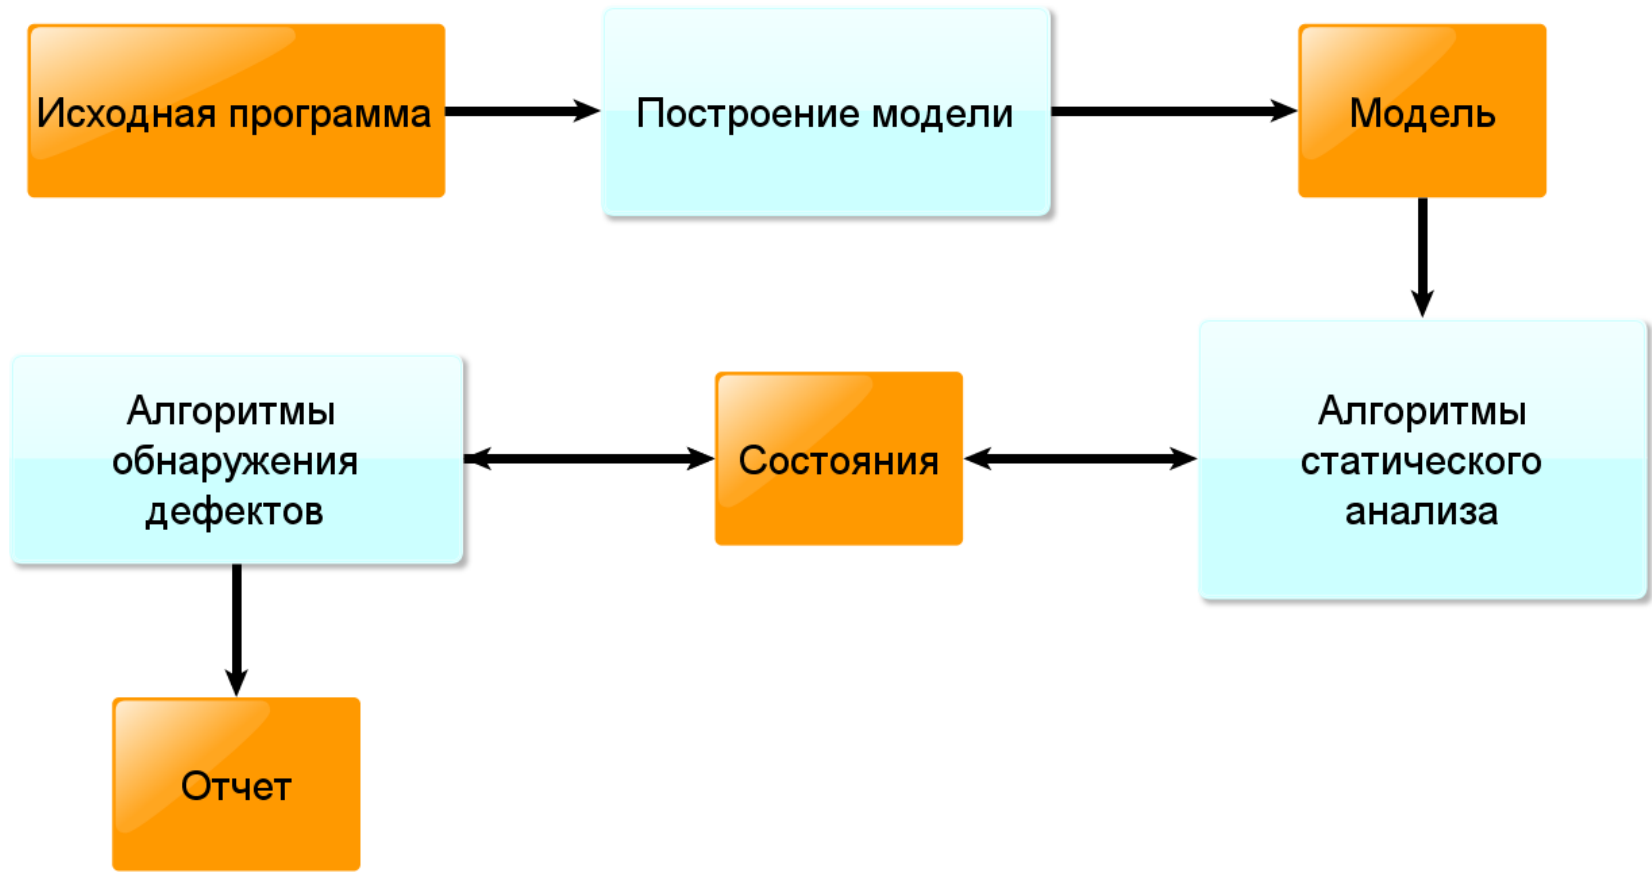 Исходная программа
Построение модели
Модель
Алгоритмы
обнаружения
дефектов
Состояния
Алгоритмы
статического
анализа
Отчет